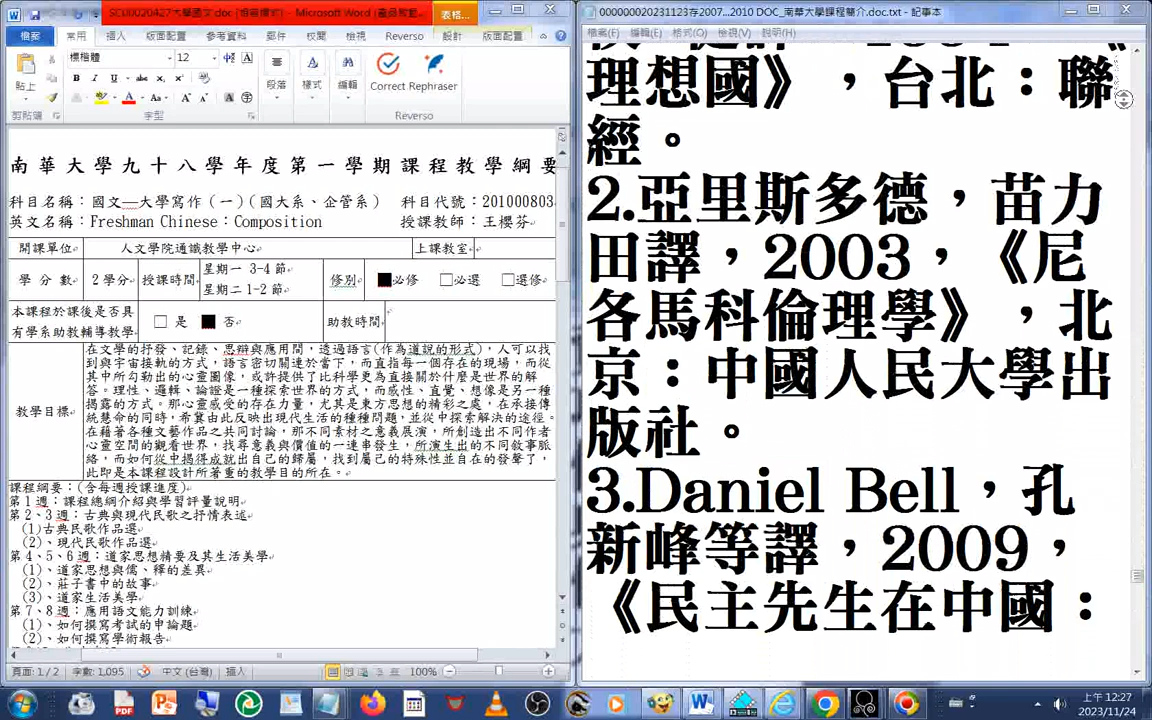 SC00020427大學國文.doc [相容模式] - Microsoft Word (產品啟動...
表格...
檔案 常用 插入 版面配置 參考資料 郵件 校閱 檢視 Reverso 設計 版面配置
標楷體 12
貼上 段落 樣式 編輯 Correct Rephraser
剪貼簿 字型 Reverso
南華大學九十八學年度第一學期課程教學綱要
科目名稱：國文—大學寫作（一）(國大系、企管系) 科目代號：201000803
英文名稱：Freshman Chinese：Composition 授課教師：王櫻芬
開課單位 人文學院通識教學中心 上課教室
學 分 數 2學分 授課時間 星期一 3-4 節 修別 ■必修 □必選 □選修
星期二 1-2 節
本課程於課後是否具
有學系助教輔導教學 □ 是 ■ 否 助教時間
教學目標
在文學的抒發、記錄、思辯與應用間，透過語言(作為道說的形式)，人可以找
到與宇宙接軌的方式，語言密切關連於當下，而直指每一個存在的現場，而從
其中所勾勒出的心靈圖像，或許提供了比科學更為直接關於什麼是世界的解
答。理性、邏輯、論證是一種探索世界的方式，而感性、直覺、想像是另一種
揭露的方式。那心靈感受的存在力量，尤其是東方思想的精彩之處，在承接傳
統慧命的同時，希冀由此反映出現代生活的種種問題，並從中探索解決的途徑。
在藉著各種文藝作品之共同討論，那不同素材之意義展演，所創造出不同作者
心靈空間的觀看世界，找尋意義與價值的一連串發生，所演生出的不同敘事脈
絡，而如何從中揭得成就出自己的歸屬，找到屬己的特殊性並自在的發聲了，
此即是本課程設計所著重的教學目的所在。
課程綱要：(含每週授課進度)
第1週：課程總綱介紹與學習評量說明
第2、3週：古典與現代民歌之抒情表述
(1)古典民歌作品選
(2)、現代民歌作品選
第4、5、6週：道家思想精要及其生活美學
(1)、道家思想與儒、釋的差異
(2)、莊子書中的故事
(3)、道家生活美學
第7、8週：應用語文能力訓練
(1)、如何撰寫考試的申論題
(2)、如何撰寫學術報告
頁面: 1/2 字數: 1,095 中文 (台灣) 插入 100%
000000020231123存2007...2010 DOC_南華大學課程簡介.doc.txt - 記事本
檔案(F) 編輯(E) 格式(O) 檢視(V) 說明(H)
理想國》，台北：聯
經。
2.亞里斯多德，苗力
田譯，2003，《尼
各馬科倫理學》，北
京：中國人民大學出
版社。
3.Daniel Bell，孔
新峰等譯，2009，
《民主先生在中國：
上午 12:27
2023/11/24